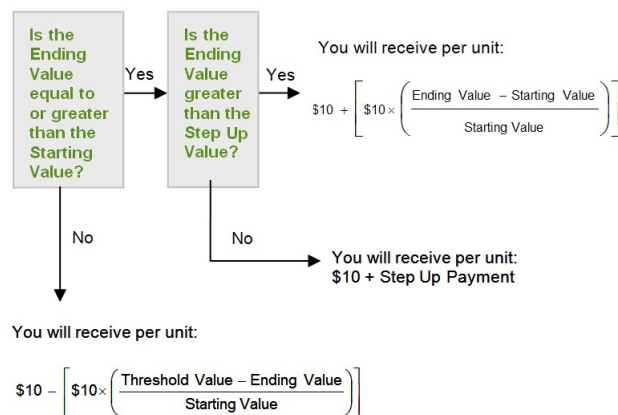 Is the
Ending
Value
equal to
or greater
than the
Starting
Value?
Yes
Is the
Ending
Value
greater
than the
Step Up
Value?
Yes
You will receive per unit:
$10 + [ $10× ( Ending Value – Starting Value
Starting Value ) ]
No
No
You will receive per unit:
$10 + Step Up Payment
You will receive per unit:
$10 – [ $10× ( Threshold Value – Ending Value
Starting Value ) ]